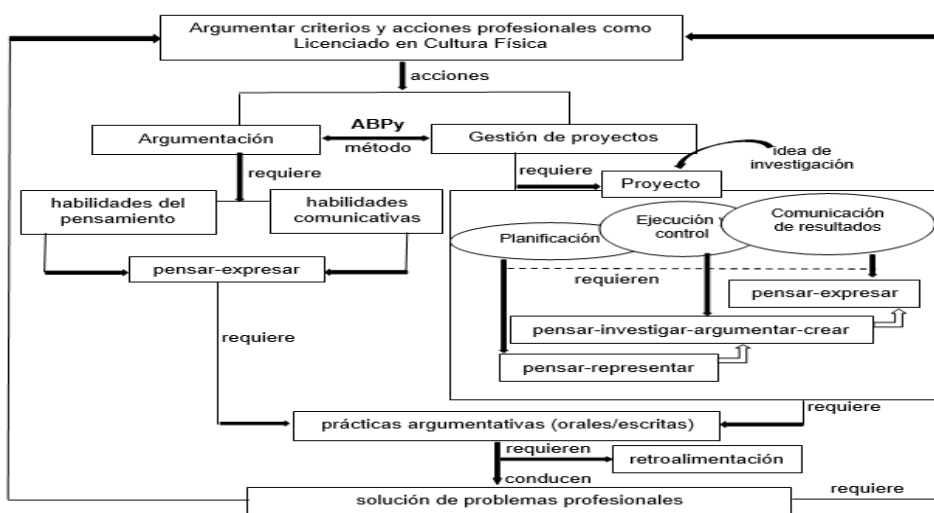 Argumentar criterios y acciones profesionales como
Licenciado en Cultura Física
acciones
ABPy
Argumentación
método
Gestión de proyectos
idea de
investigación
requiere
requiere
Proyecto
habilidades del
pensamiento
habilidades
comunicativas
Planificación
Ejecución y
control
Comunicación
de resultados
pensar-expresar
requieren
pensar-expresar
requiere
pensar-investigar-argumentar-crear
pensar-representar
requiere
prácticas argumentativas (orales/escritas)
requieren
retroalimentación
conducen
solución de problemas profesionales
requiere